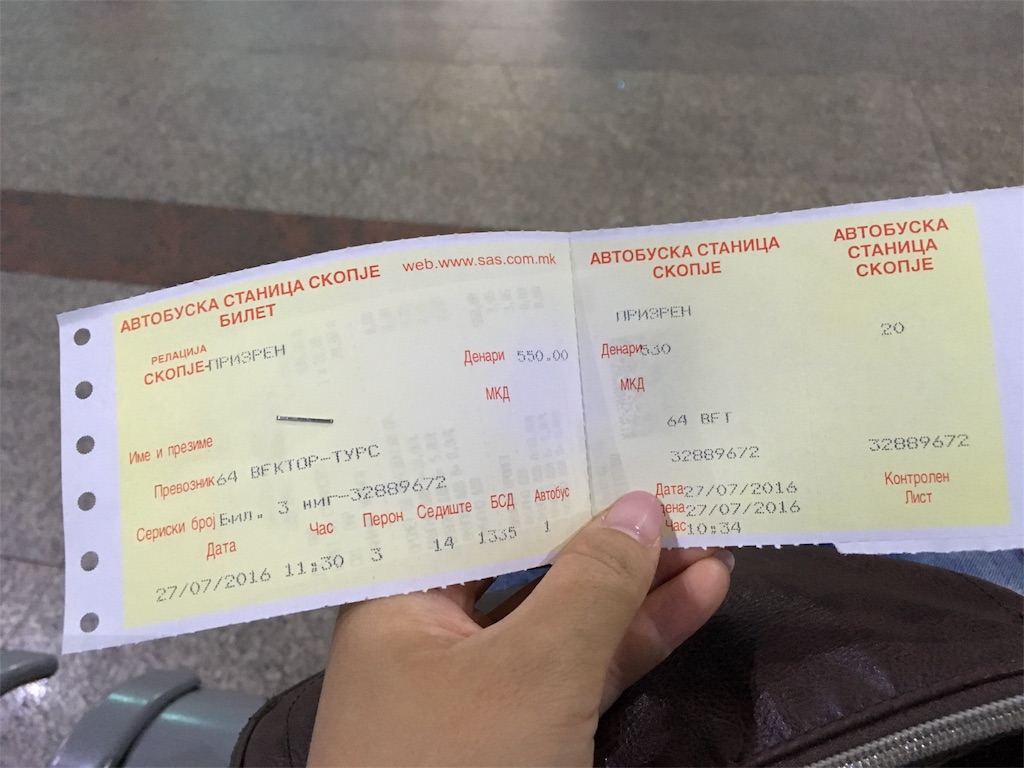 АВТОБУСКА СТАНИЦА СКОПЈЕ web.www.sas.com.mk
БИЛЕТ
РЕЛАЦИЈА
СКОПЈЕ-ПРИЗРЕН Денари 550.00
МКД
Име и презиме
Превозник 64 ВЕКТОР-ТУРС
Сериски број Бил. 3 нмг-32889672
Дата Час Перон Седиште БСД Автобус
27/07/2016 11:30 3 14 1335 1
АВТОБУСКА СТАНИЦА
СКОПЈЕ
ПРИЗРЕН
Денари 530
МКД
64 ВЕТ
32889672
Дата 27/07/2016
27/07/2016
Час 10:34
АВТОБУСКА
СТАНИЦА
СКОПЈЕ
20
32889672
Контролен
Лист